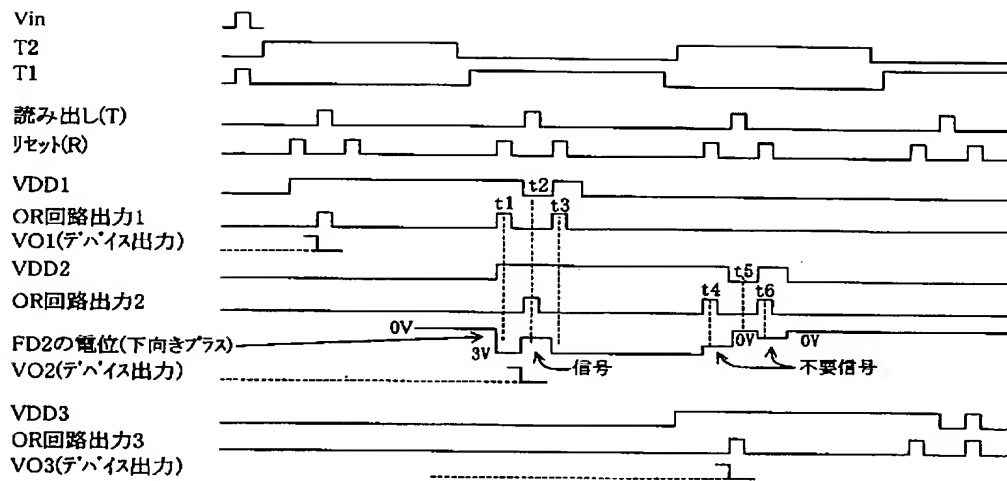 Vin
T2
T1
読み出し(T)
リセット(R)
VDD1
t2
OR回路出力1
t1
t3
VO1(デバイス出力)
VDD2
t5
OR回路出力2
t4
t6
0V
FD2の電位(下向きプラス)
3V
信号
0V
0V
不要信号
VO2(デバイス出力)
VDD3
OR回路出力3
VO3(デバイス出力)